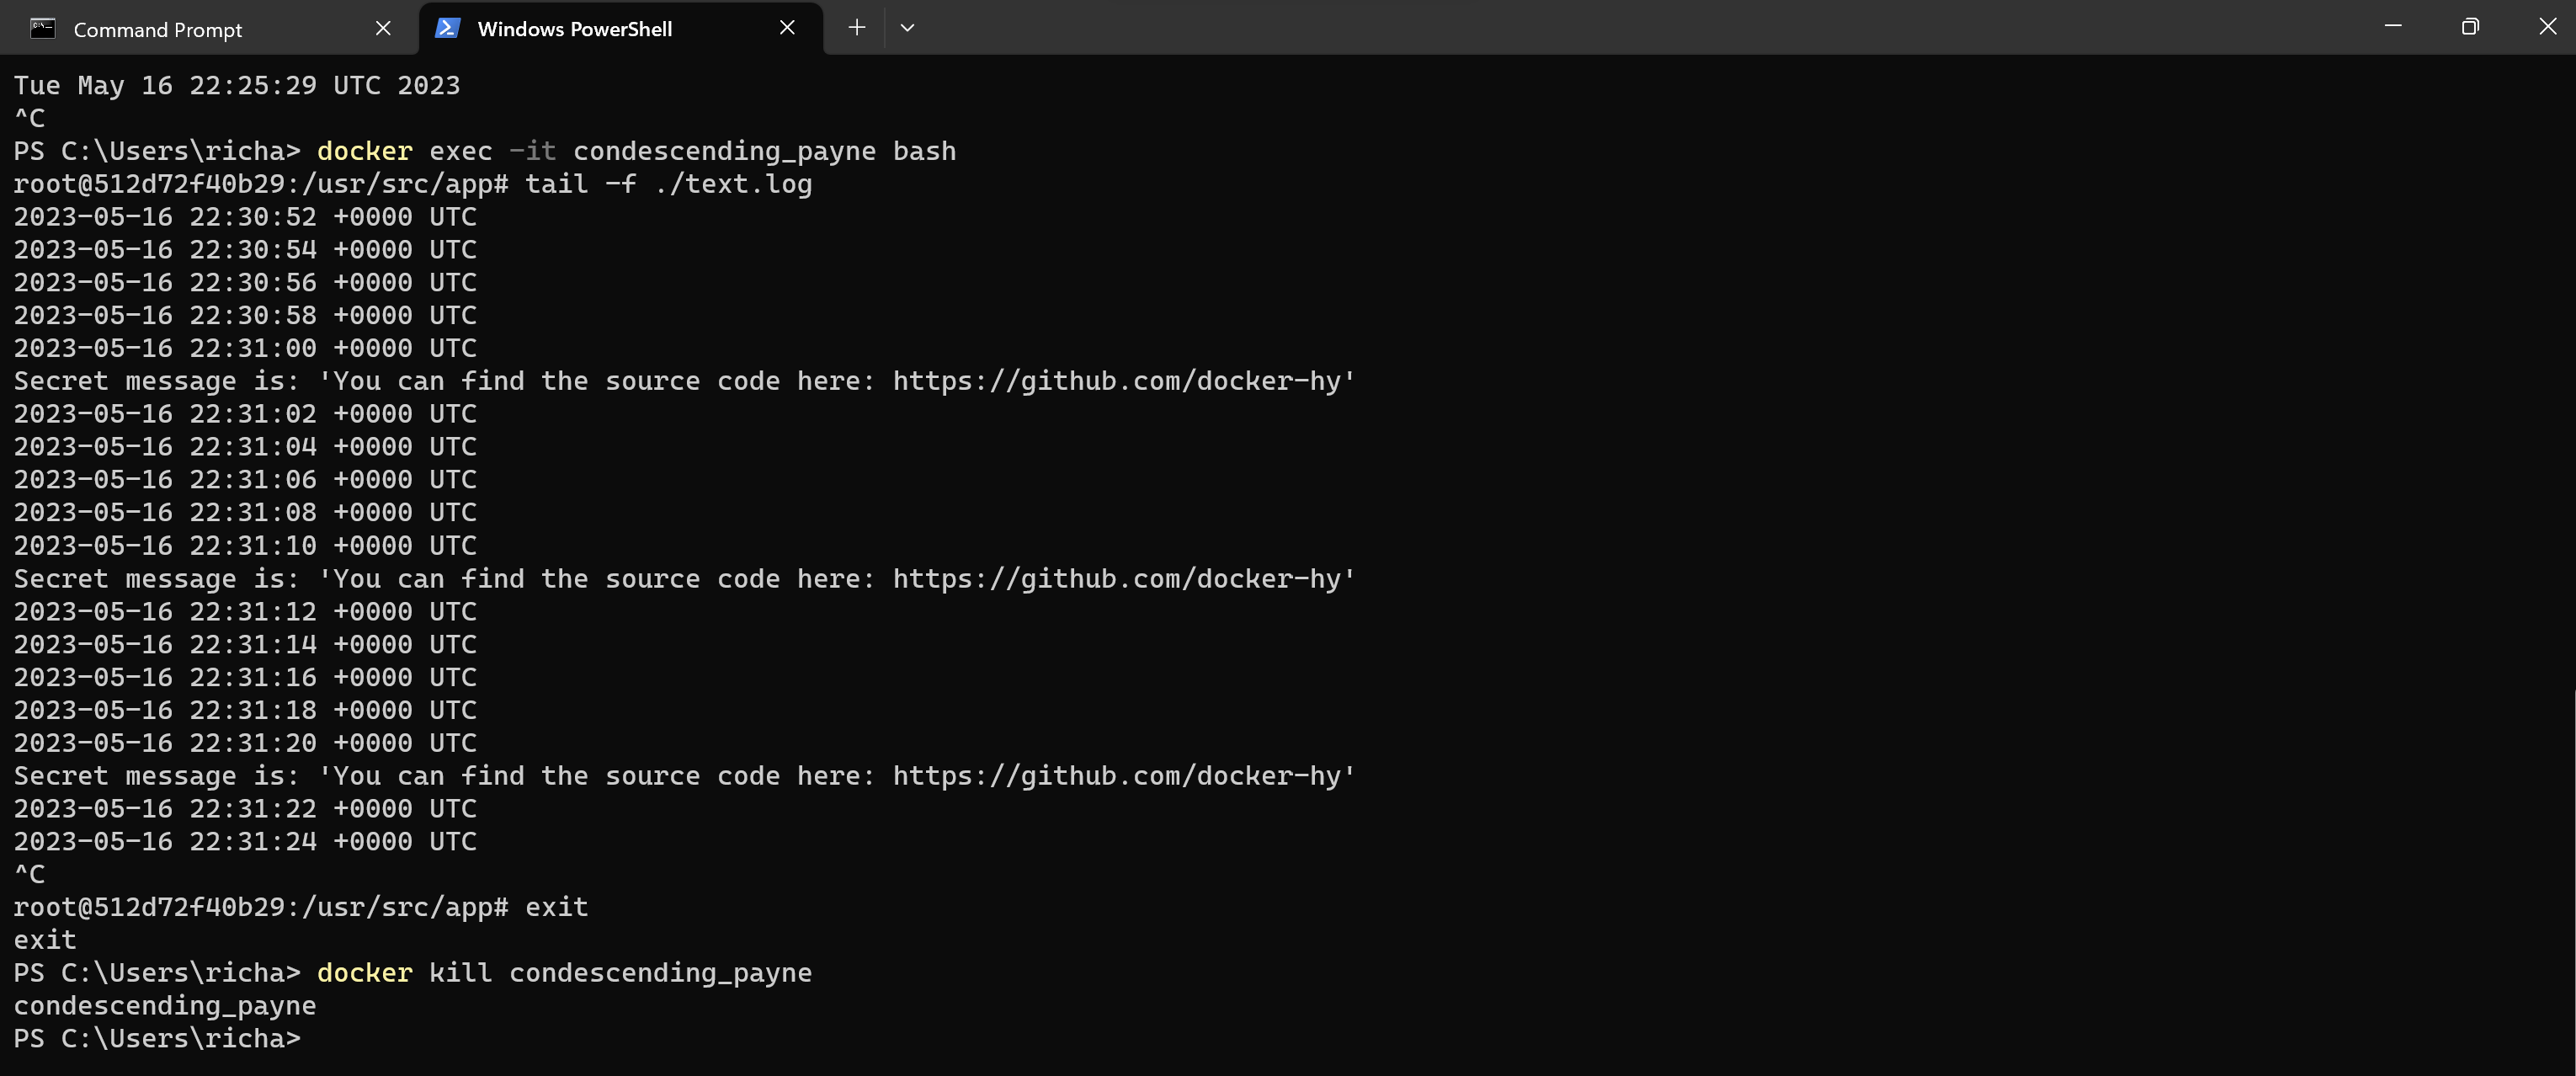 Command Prompt
Windows PowerShell
Tue May 16 22:25:29 UTC 2023
^C
PS C:\Users\richa> docker exec -it condescending_payne bash
root@512d72f40b29:/usr/src/app# tail -f ./text.log
2023-05-16 22:30:52 +0000 UTC
2023-05-16 22:30:54 +0000 UTC
2023-05-16 22:30:56 +0000 UTC
2023-05-16 22:30:58 +0000 UTC
2023-05-16 22:31:00 +0000 UTC
Secret message is: 'You can find the source code here: https://github.com/docker-hy'
2023-05-16 22:31:02 +0000 UTC
2023-05-16 22:31:04 +0000 UTC
2023-05-16 22:31:06 +0000 UTC
2023-05-16 22:31:08 +0000 UTC
2023-05-16 22:31:10 +0000 UTC
Secret message is: 'You can find the source code here: https://github.com/docker-hy'
2023-05-16 22:31:12 +0000 UTC
2023-05-16 22:31:14 +0000 UTC
2023-05-16 22:31:16 +0000 UTC
2023-05-16 22:31:18 +0000 UTC
2023-05-16 22:31:20 +0000 UTC
Secret message is: 'You can find the source code here: https://github.com/docker-hy'
2023-05-16 22:31:22 +0000 UTC
2023-05-16 22:31:24 +0000 UTC
^C
root@512d72f40b29:/usr/src/app# exit
exit
PS C:\Users\richa> docker kill condescending_payne
condescending_payne
PS C:\Users\richa>